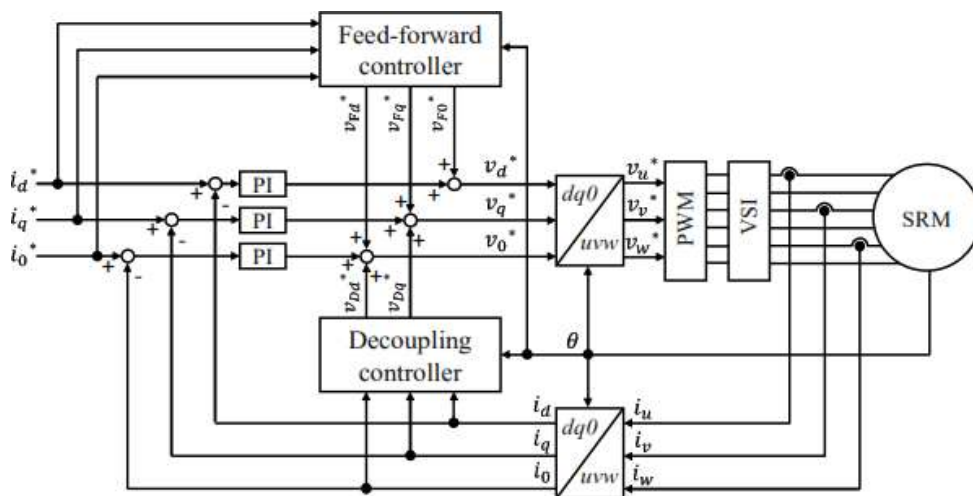 Feed-forward
controller
v_Fd* v_Fq* v_F0*
i_d* + - PI + + v_d* v_u*
i_q* + - PI + + + v_q* dq0 uvw v_v* PWM VSI SRM
i_0* + - PI + + + v_0* v_w*
v_Dd* v_Dq*
Decoupling
controller
θ
i_d i_u
i_q dq0 uvw i_v
i_0 i_w